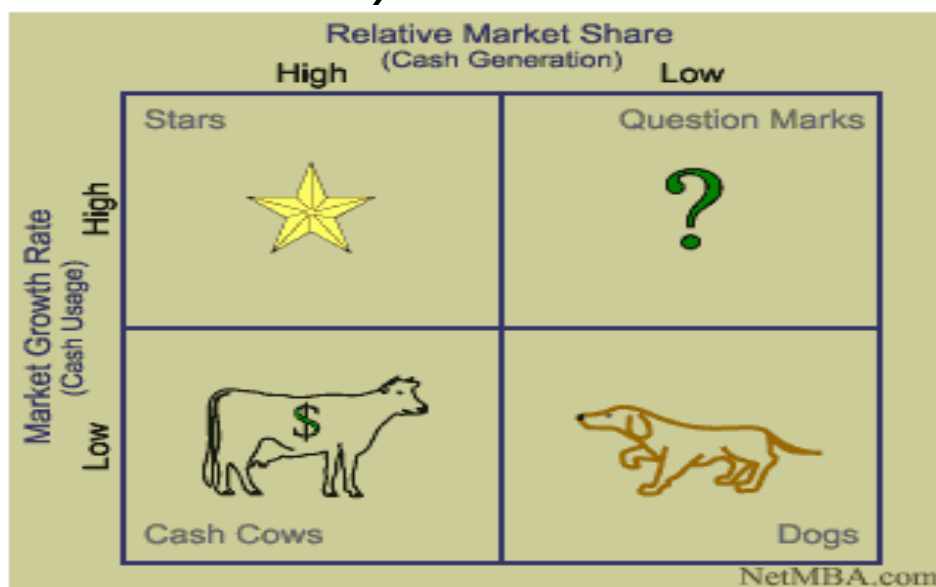 Relative Market Share
(Cash Generation)
High Low
Market Growth Rate
(Cash Usage)
High
Low
Stars
Question Marks
?
$
Cash Cows
Dogs
NetMBA.com